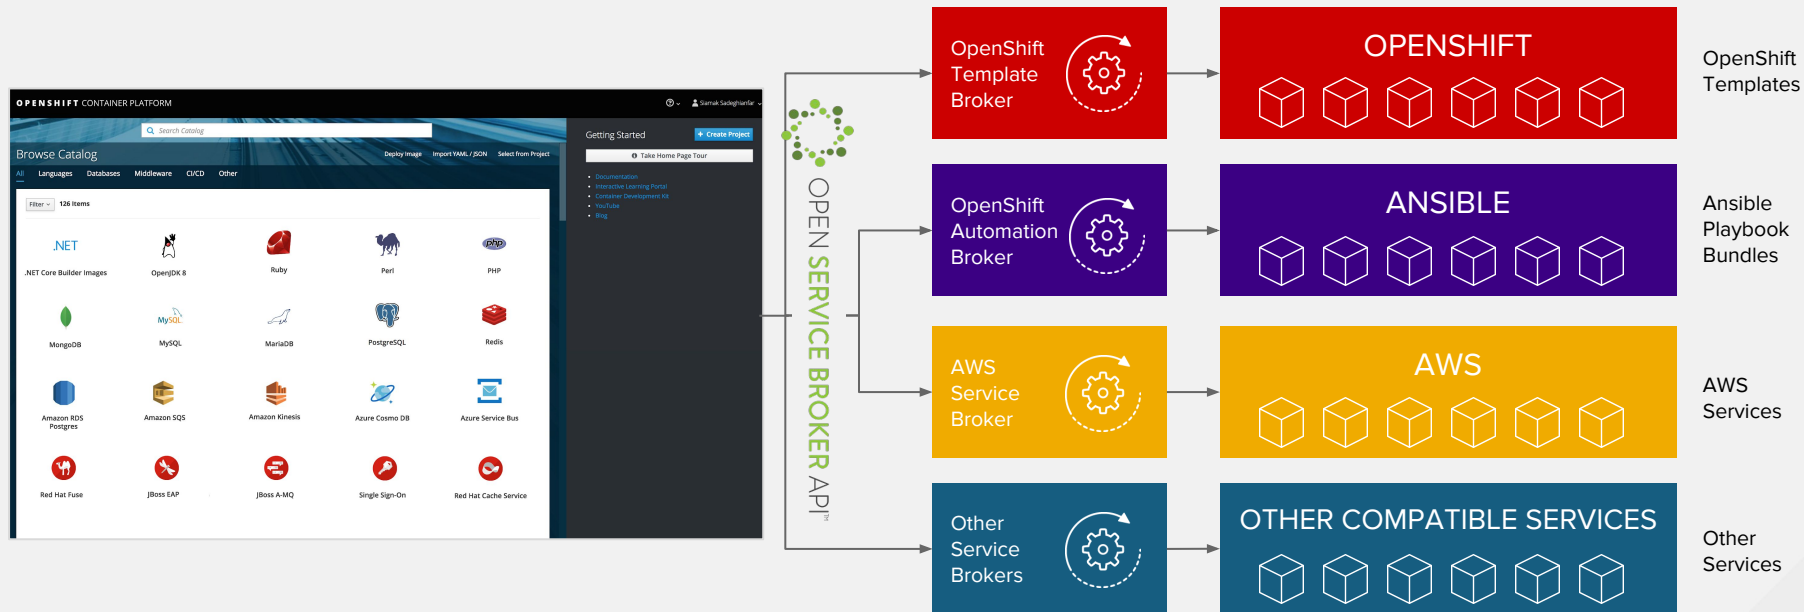 OPENSHIFT CONTAINER PLATFORM
Siamak Sadeghianfar
Search Catalog
Browse Catalog
Deploy Image Import YAML / JSON Select from Project
All Languages Databases Middleware CI/CD Other
Filter 126 Items
.NET
.NET Core Builder Images
OpenJDK 8
Ruby
Perl
php
PHP
MongoDB
MySQL
MySQL
MariaDB
PostgreSQL
Redis
Amazon RDS
Postgres
Amazon SQS
Amazon Kinesis
Azure Cosmo DB
Azure Service Bus
Red Hat Fuse
JBoss EAP
JBoss A-MQ
Single Sign-On
Red Hat Cache Service
Getting Started
+ Create Project
Take Home Page Tour
Documentation
Interactive Learning Portal
Container Development Kit
YouTube
Blog
OPEN SERVICE BROKER API™
OpenShift
Template
Broker
OPENSHIFT
OpenShift
Templates
OpenShift
Automation
Broker
ANSIBLE
Ansible
Playbook
Bundles
AWS
Service
Broker
AWS
AWS
Services
Other
Service
Brokers
OTHER COMPATIBLE SERVICES
Other
Services